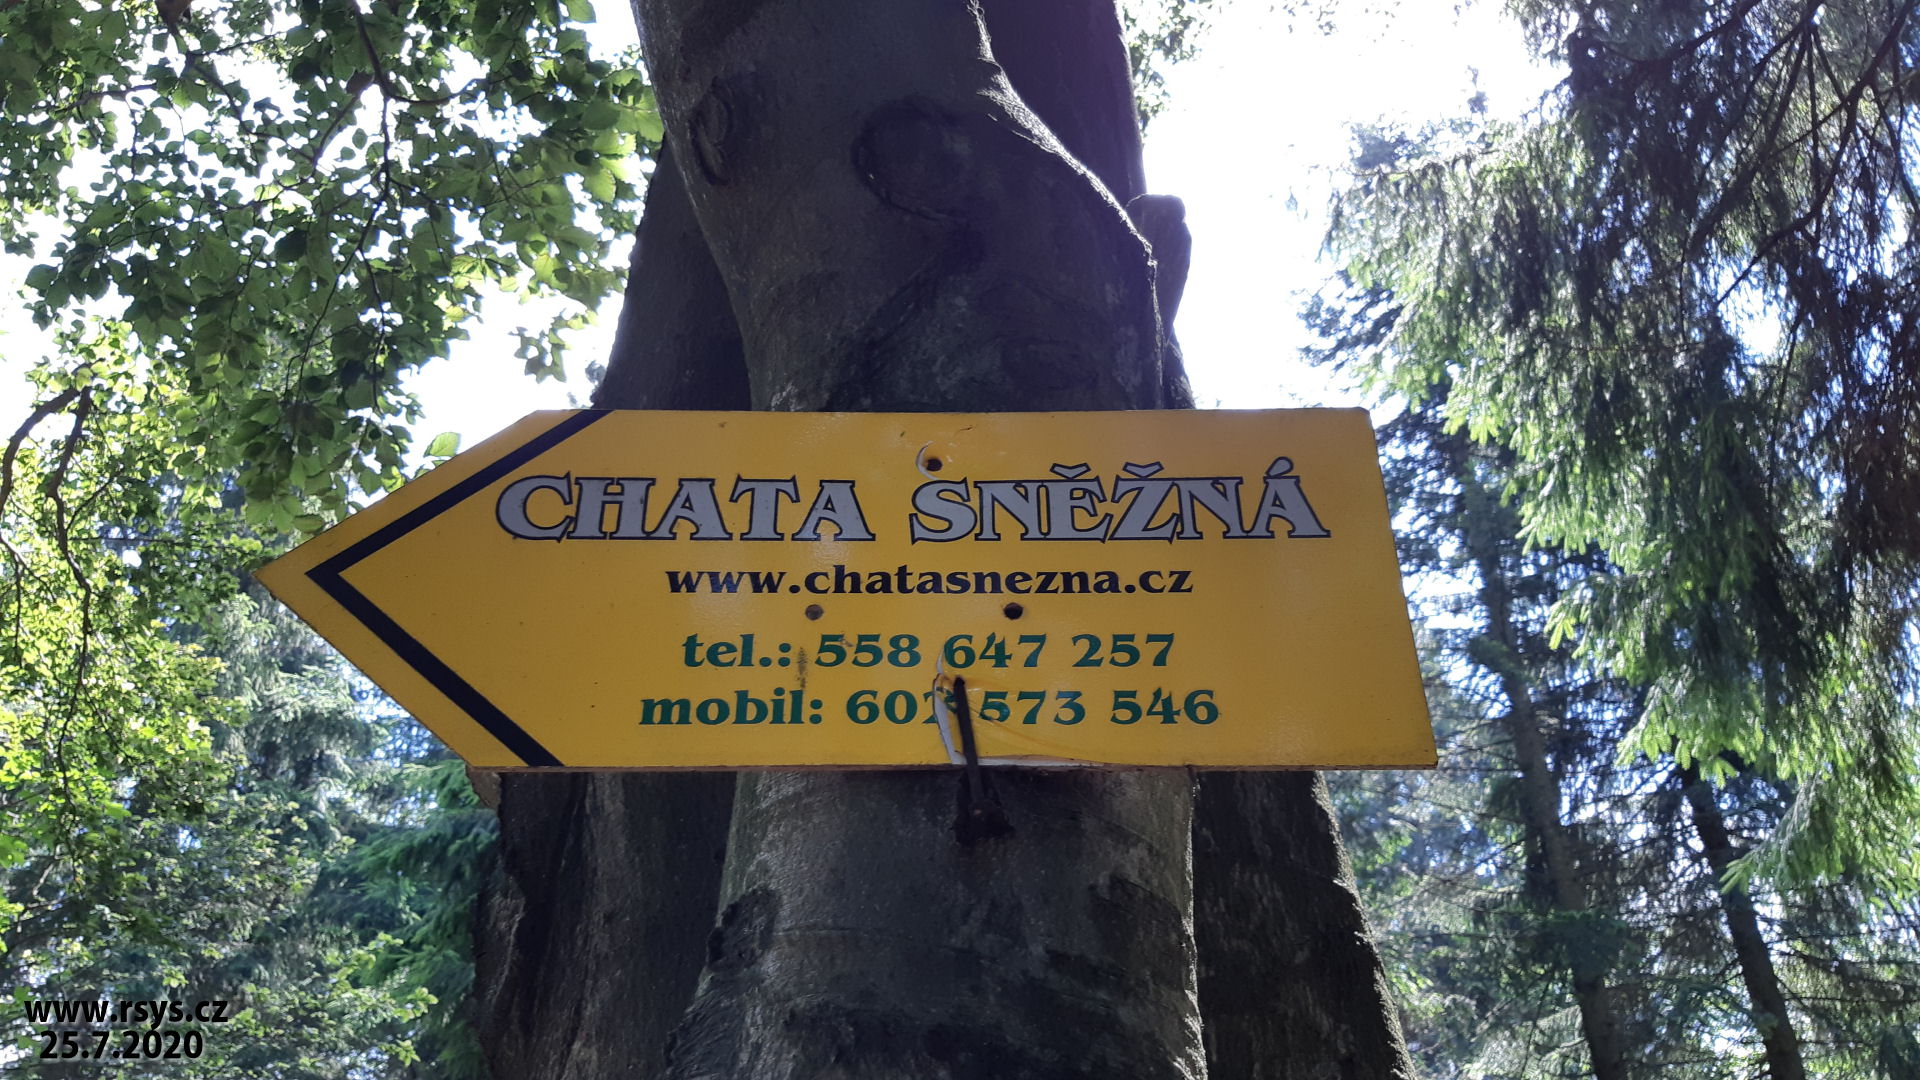 CHATA SNĚŽNÁ
www.chatasnezna.cz
tel.: 558 647 257
mobil: 602 573 546
www.rsys.cz
25.7.2020